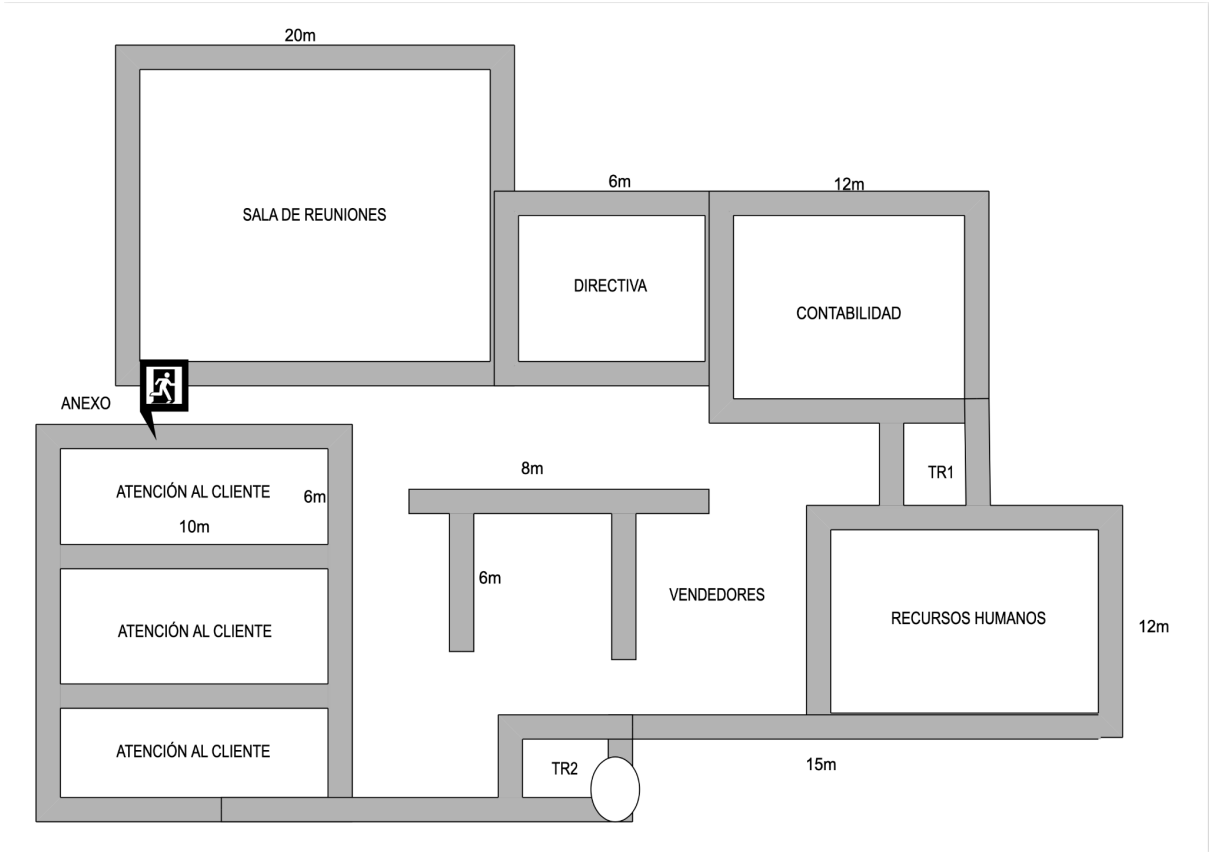 20m
6m
12m
SALA DE REUNIONES
DIRECTIVA
CONTABILIDAD
ANEXO
8m
TR1
ATENCIÓN AL CLIENTE
6m
10m
6m
VENDEDORES
RECURSOS HUMANOS
12m
ATENCIÓN AL CLIENTE
ATENCIÓN AL CLIENTE
TR2
15m